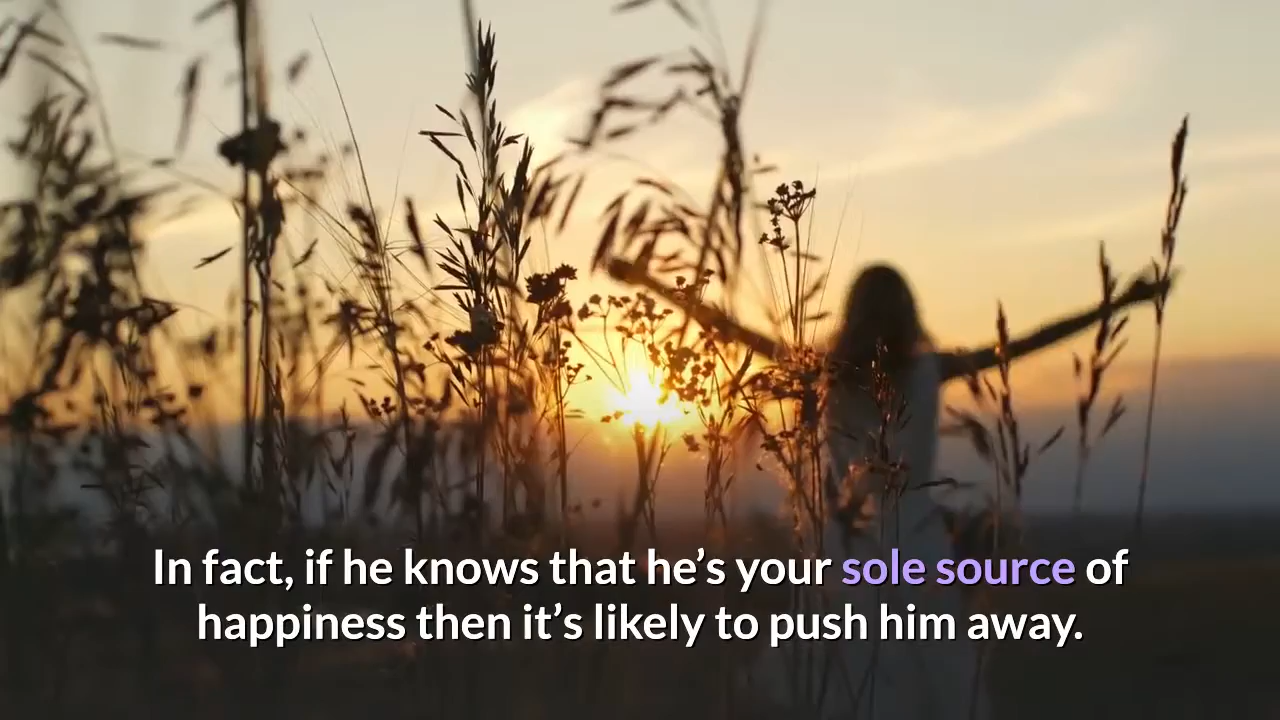 In fact, if he knows that he’s your sole source of
happiness then it’s likely to push him away.